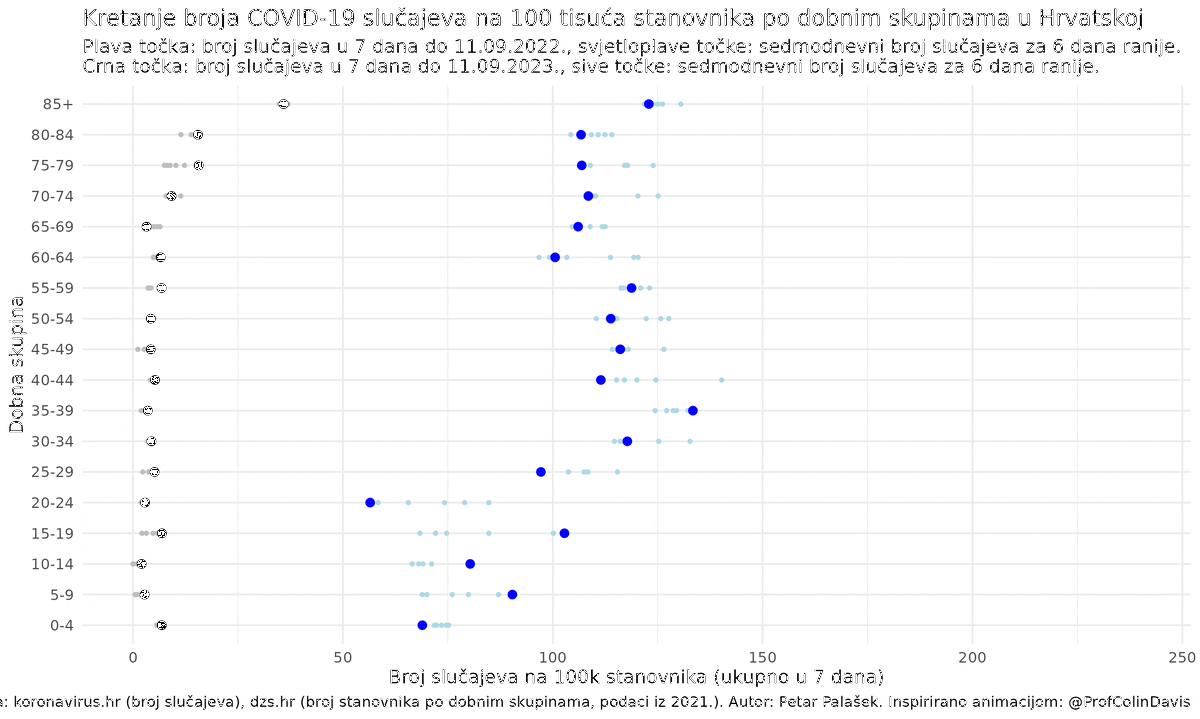 Kretanje broja COVID-19 slučajeva na 100 tisuća stanovnika po dobnim skupinama u Hrvatskoj
Plava točka: broj slučajeva u 7 dana do 11.09.2022., svjetloplave točke: sedmodnevni broj slučajeva za 6 dana ranije.
Crna točka: broj slučajeva u 7 dana do 11.09.2023., sive točke: sedmodnevni broj slučajeva za 6 dana ranije.
Dobna skupina
85+
80-84
75-79
70-74
65-69
60-64
55-59
50-54
45-49
40-44
35-39
30-34
25-29
20-24
15-19
10-14
5-9
0-4
0 50 100 150 200 250
Broj slučajeva na 100k stanovnika (ukupno u 7 dana)
a: koronavirus.hr (broj slučajeva), dzs.hr (broj stanovnika po dobnim skupinama, podaci iz 2021.). Autor: Petar Palašek. Inspirirano animacijom: @ProfColinDavis